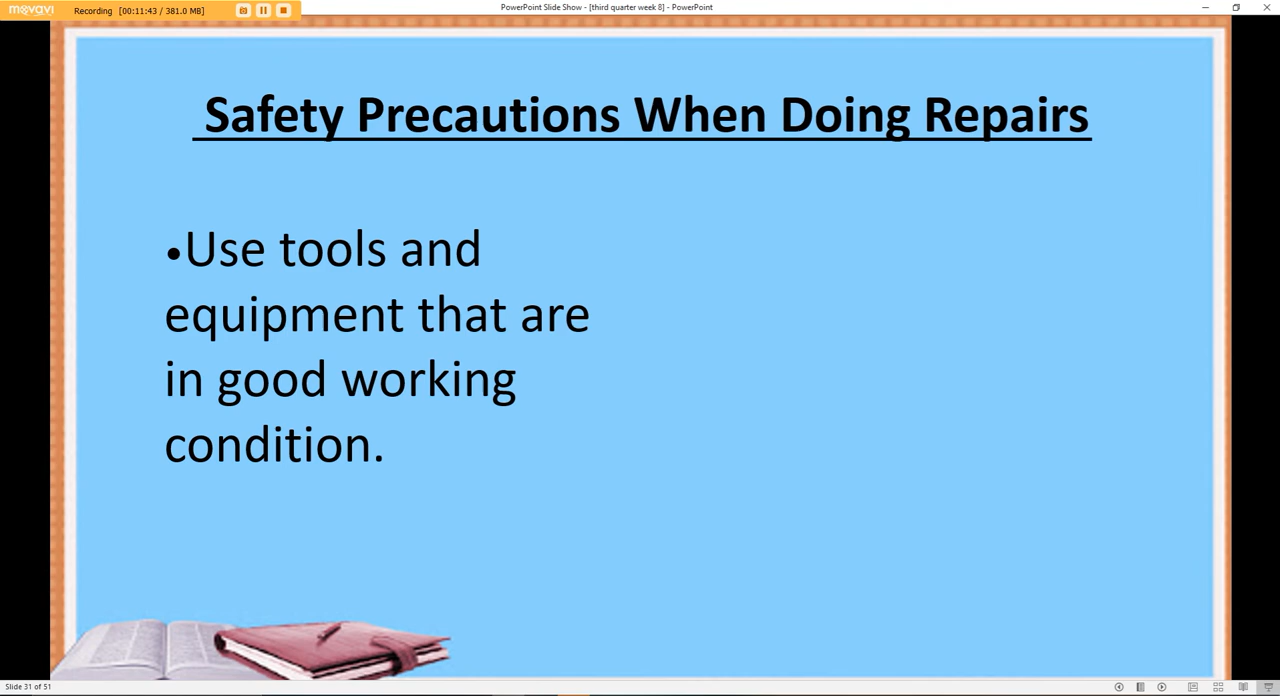 movavi Recording [00:11:43 / 381.0 MB]
PowerPoint Slide Show - [third quarter week 8] - PowerPoint
Safety Precautions When Doing Repairs
•Use tools and
equipment that are
in good working
condition.
Slide 31 of 51